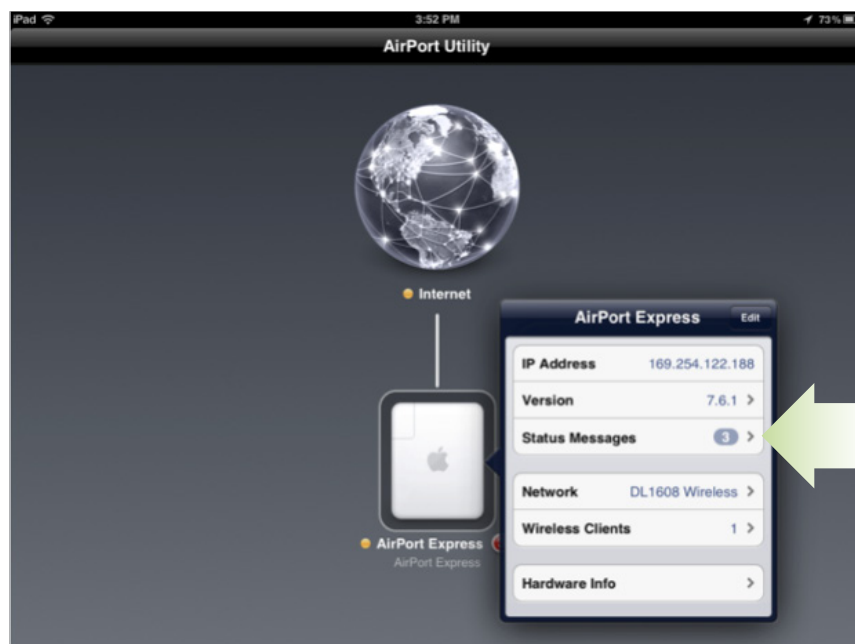 iPad 3:52 PM 73%
AirPort Utility
Internet
AirPort Express Edit
IP Address 169.254.122.188
Version 7.6.1
Status Messages 3
Network DL1608 Wireless
Wireless Clients 1
Hardware Info
AirPort Express
AirPort Express